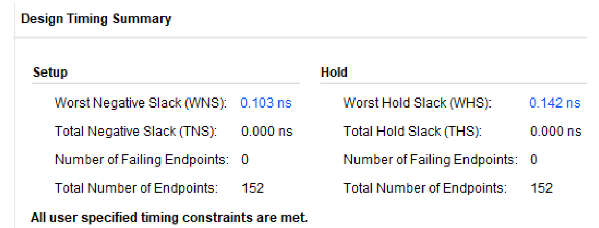 Design Timing Summary
Setup
Worst Negative Slack (WNS): 0.103 ns
Total Negative Slack (TNS): 0.000 ns
Number of Failing Endpoints: 0
Total Number of Endpoints: 152
Hold
Worst Hold Slack (WHS): 0.142 ns
Total Hold Slack (THS): 0.000 ns
Number of Failing Endpoints: 0
Total Number of Endpoints: 152
All user specified timing constraints are met.